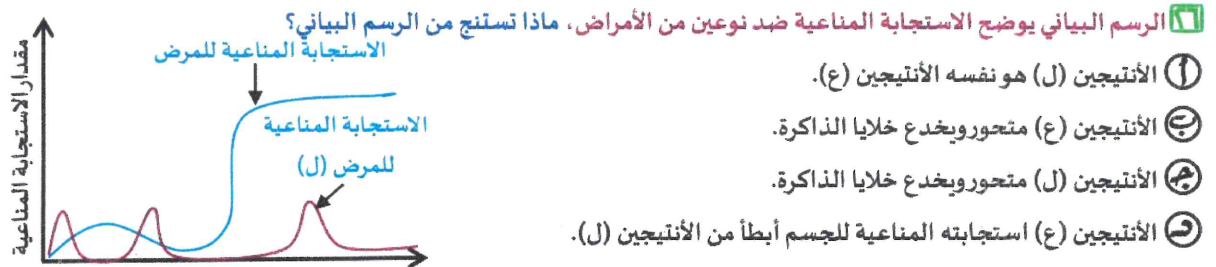 ٢٦ الرسم البياني يوضح الاستجابة المناعية ضد نوعين من الأمراض، ماذا تستنج من الرسم البياني؟
أ الأنتيجين (ل) هو نفسه الأنتيجين (ع).
ب الأنتيجين (ع) متحور ويخدع خلايا الذاكرة.
ج الأنتيجين (ل) متحور ويخدع خلايا الذاكرة.
د الأنتيجين (ع) استجابته المناعية للجسم أبطأ من الأنتيجين (ل).
مقدار الاستجابة المناعية
الاستجابة المناعية للمرض
الاستجابة المناعية
للمرض (ل)